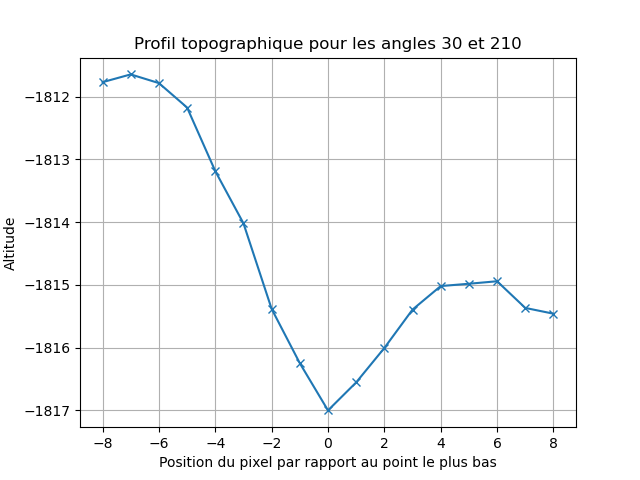 Profil topographique pour les angles 30 et 210
Altitude
−1812
−1813
−1814
−1815
−1816
−1817
−8 −6 −4 −2 0 2 4 6 8
Position du pixel par rapport au point le plus bas